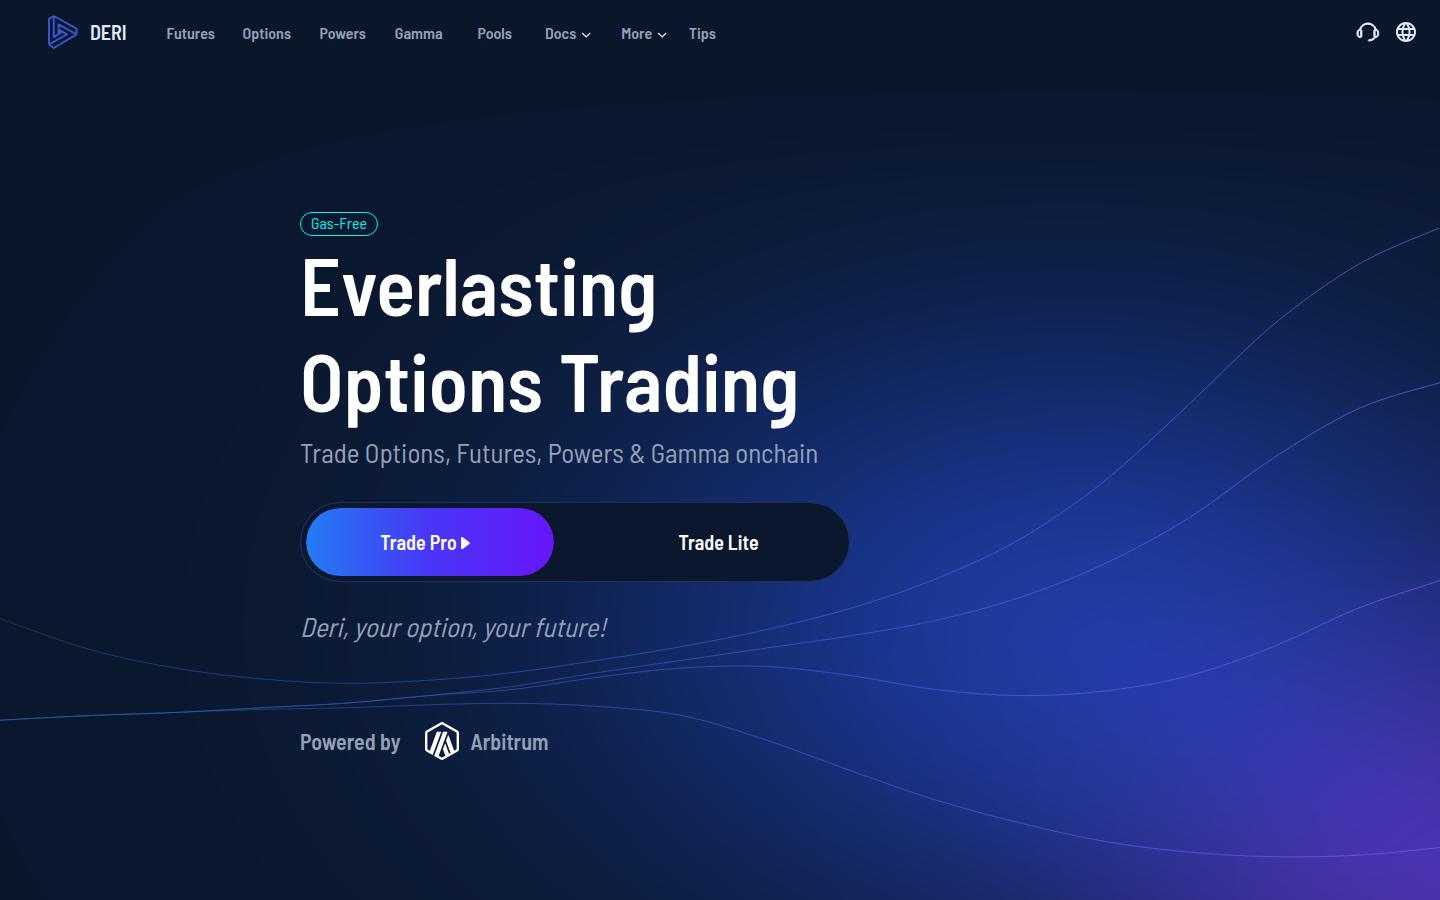 DERI
Futures
Options
Powers
Gamma
Pools
Docs
More
Tips
Gas-Free
Everlasting
Options Trading
Trade Options, Futures, Powers & Gamma onchain
Trade Pro
Trade Lite
Deri, your option, your future!
Powered by
Arbitrum